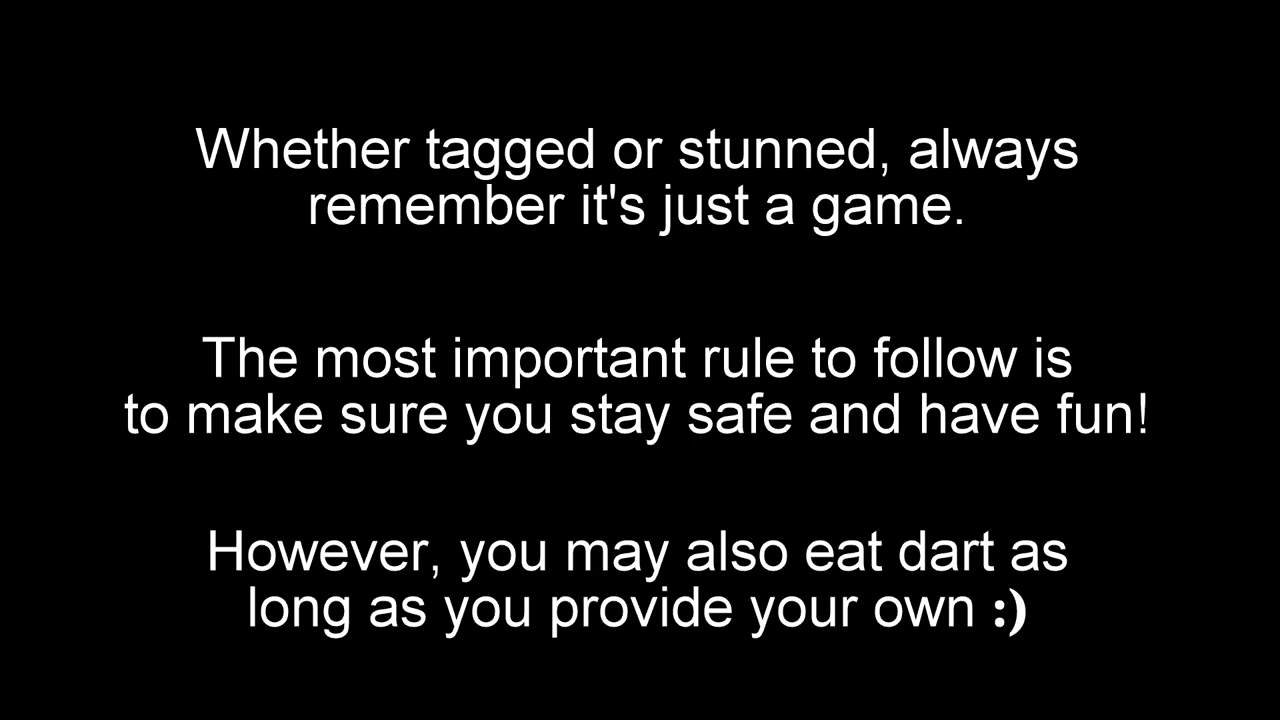 Whether tagged or stunned, always
remember it's just a game.
The most important rule to follow is
to make sure you stay safe and have fun!
However, you may also eat dart as
long as you provide your own :)